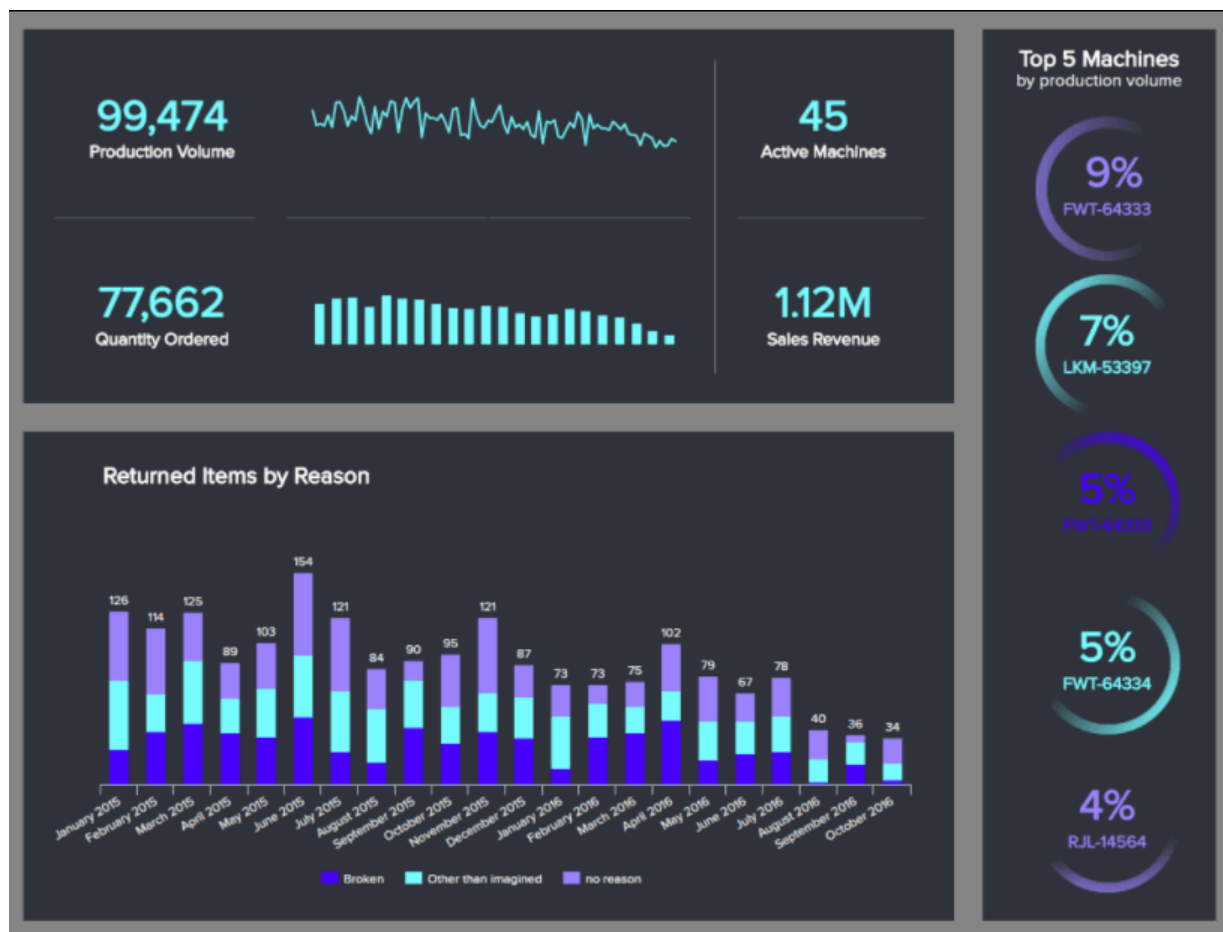 99,474
Production Volume
45
Active Machines
77,662
Quantity Ordered
1.12M
Sales Revenue
Top 5 Machines
by production volume
9%
FWT-64333
7%
LKM-53397
5%
FWT-64333
5%
FWT-64334
4%
RJL-14564
Returned Items by Reason
126
114
125
89
103
154
121
84
90
95
121
87
73
73
75
102
79
67
78
40
36
34
January 2015
February 2015
March 2015
April 2015
May 2015
June 2015
July 2015
August 2015
September 2015
October 2015
November 2015
December 2015
January 2016
February 2016
March 2016
April 2016
May 2016
June 2016
July 2016
August 2016
September 2016
October 2016
Broken
Other than imagined
no reason